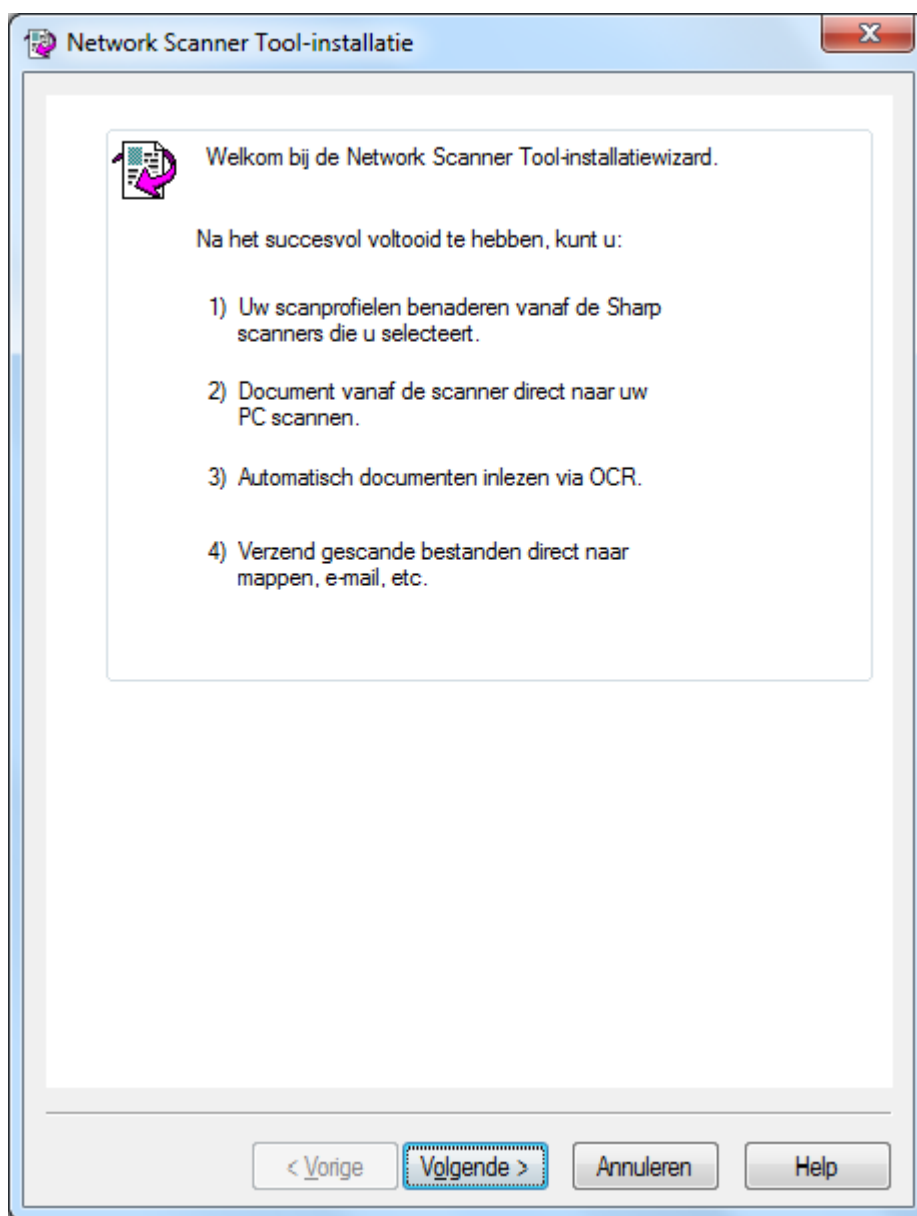 Network Scanner Tool-installatie
Welkom bij de Network Scanner Tool-installatiewizard.
Na het succesvol voltooid te hebben, kunt u:
1) Uw scanprofielen benaderen vanaf de Sharp
scanners die u selecteert.
2) Document vanaf de scanner direct naar uw
PC scannen.
3) Automatisch documenten inlezen via OCR.
4) Verzend gescande bestanden direct naar
mappen, e-mail, etc.
< Vorige Volgende > Annuleren Help